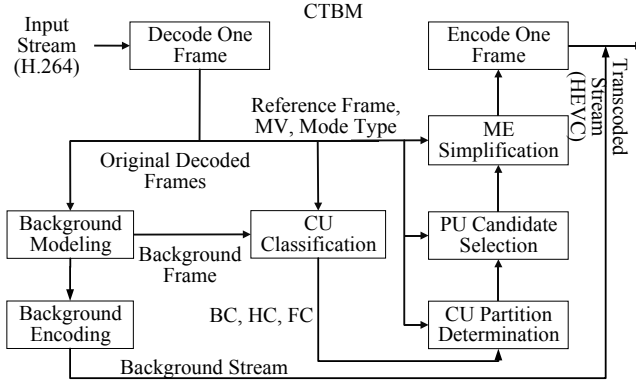 CTBM
Input
Stream
(H.264)
Decode One
Frame
Encode One
Frame
Transcoded
Stream
(HEVC)
Reference Frame,
MV, Mode Type
ME
Simplification
Original Decoded
Frames
Background
Modeling
Background
Frame
CU
Classification
PU Candidate
Selection
Background
Encoding
BC, HC, FC
CU Partition
Determination
Background Stream